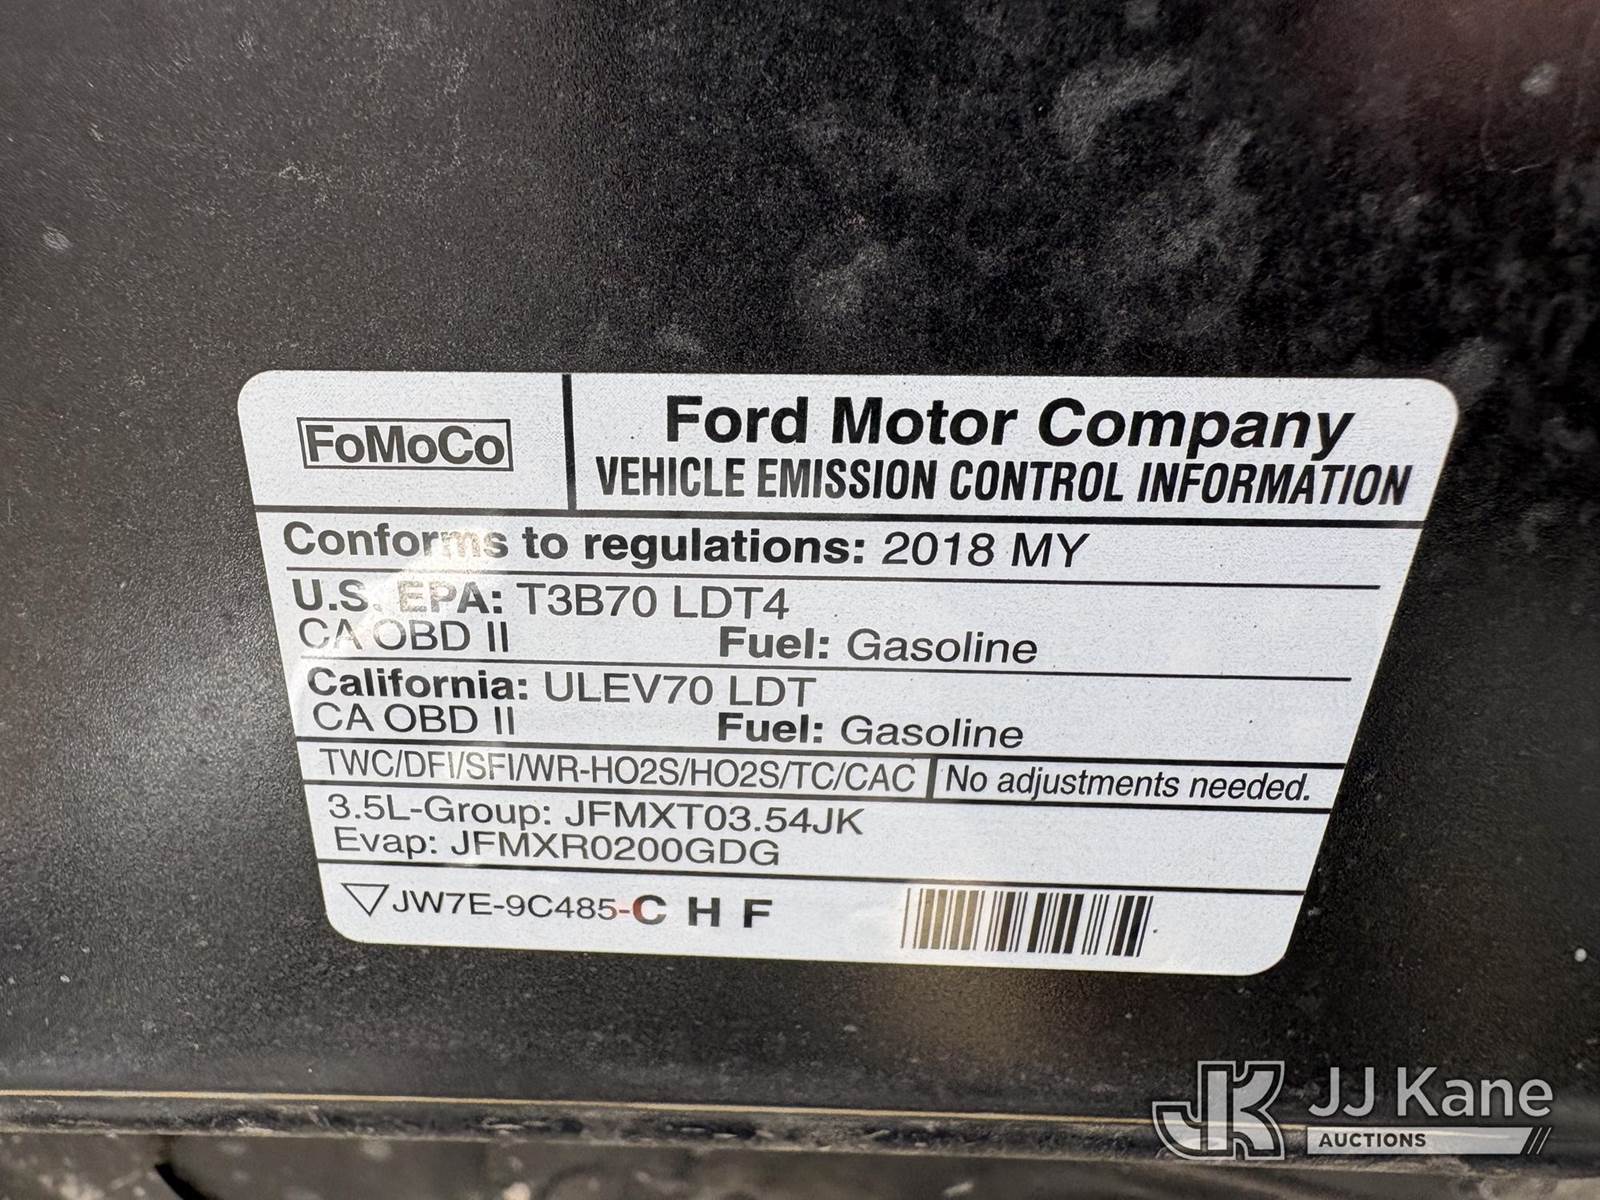 FoMoCo
Ford Motor Company
VEHICLE EMISSION CONTROL INFORMATION
Conforms to regulations: 2018 MY
U.S. EPA: T3B70 LDT4
CA OBD II Fuel: Gasoline
California: ULEV70 LDT
CA OBD II Fuel: Gasoline
TWC/DFI/SFI/WR-HO2S/HO2S/TC/CAC No adjustments needed.
3.5L-Group: JFMXT03.54JK
Evap: JFMXR0200GDG
JW7E-9C485-C H F
JK JJ Kane
AUCTIONS